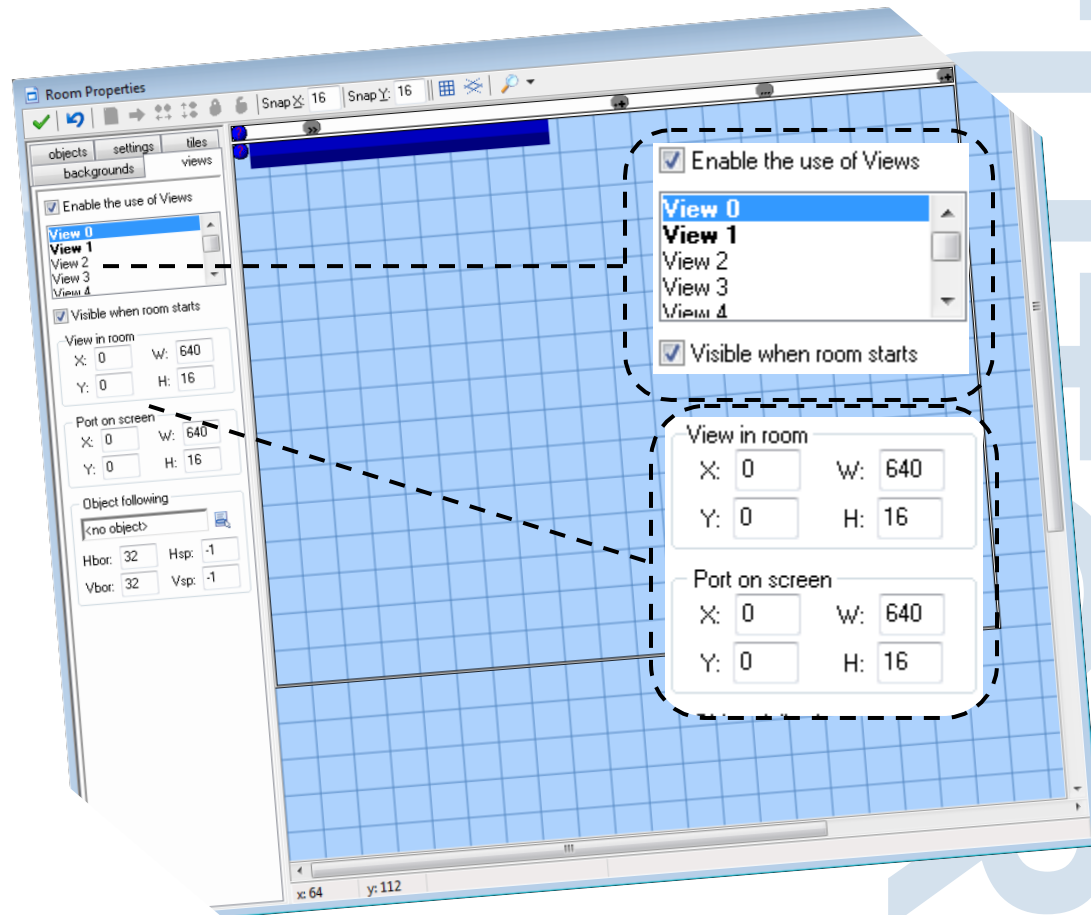 Room Properties
Snap X: 16 Snap Y: 16
objects settings tiles
backgrounds views
Enable the use of Views
View 0
View 1
View 2
View 3
View 4
Visible when room starts
View in room
X: 0 W: 640
Y: 0 H: 16
Port on screen
X: 0 W: 640
Y: 0 H: 16
Object following
<no object>
Hbor: 32 Hsp: -1
Vbor: 32 Vsp: -1
x: 64 y: 112
Enable the use of Views
View 0
View 1
View 2
View 3
View 4
Visible when room starts
View in room
X: 0 W: 640
Y: 0 H: 16
Port on screen
X: 0 W: 640
Y: 0 H: 16